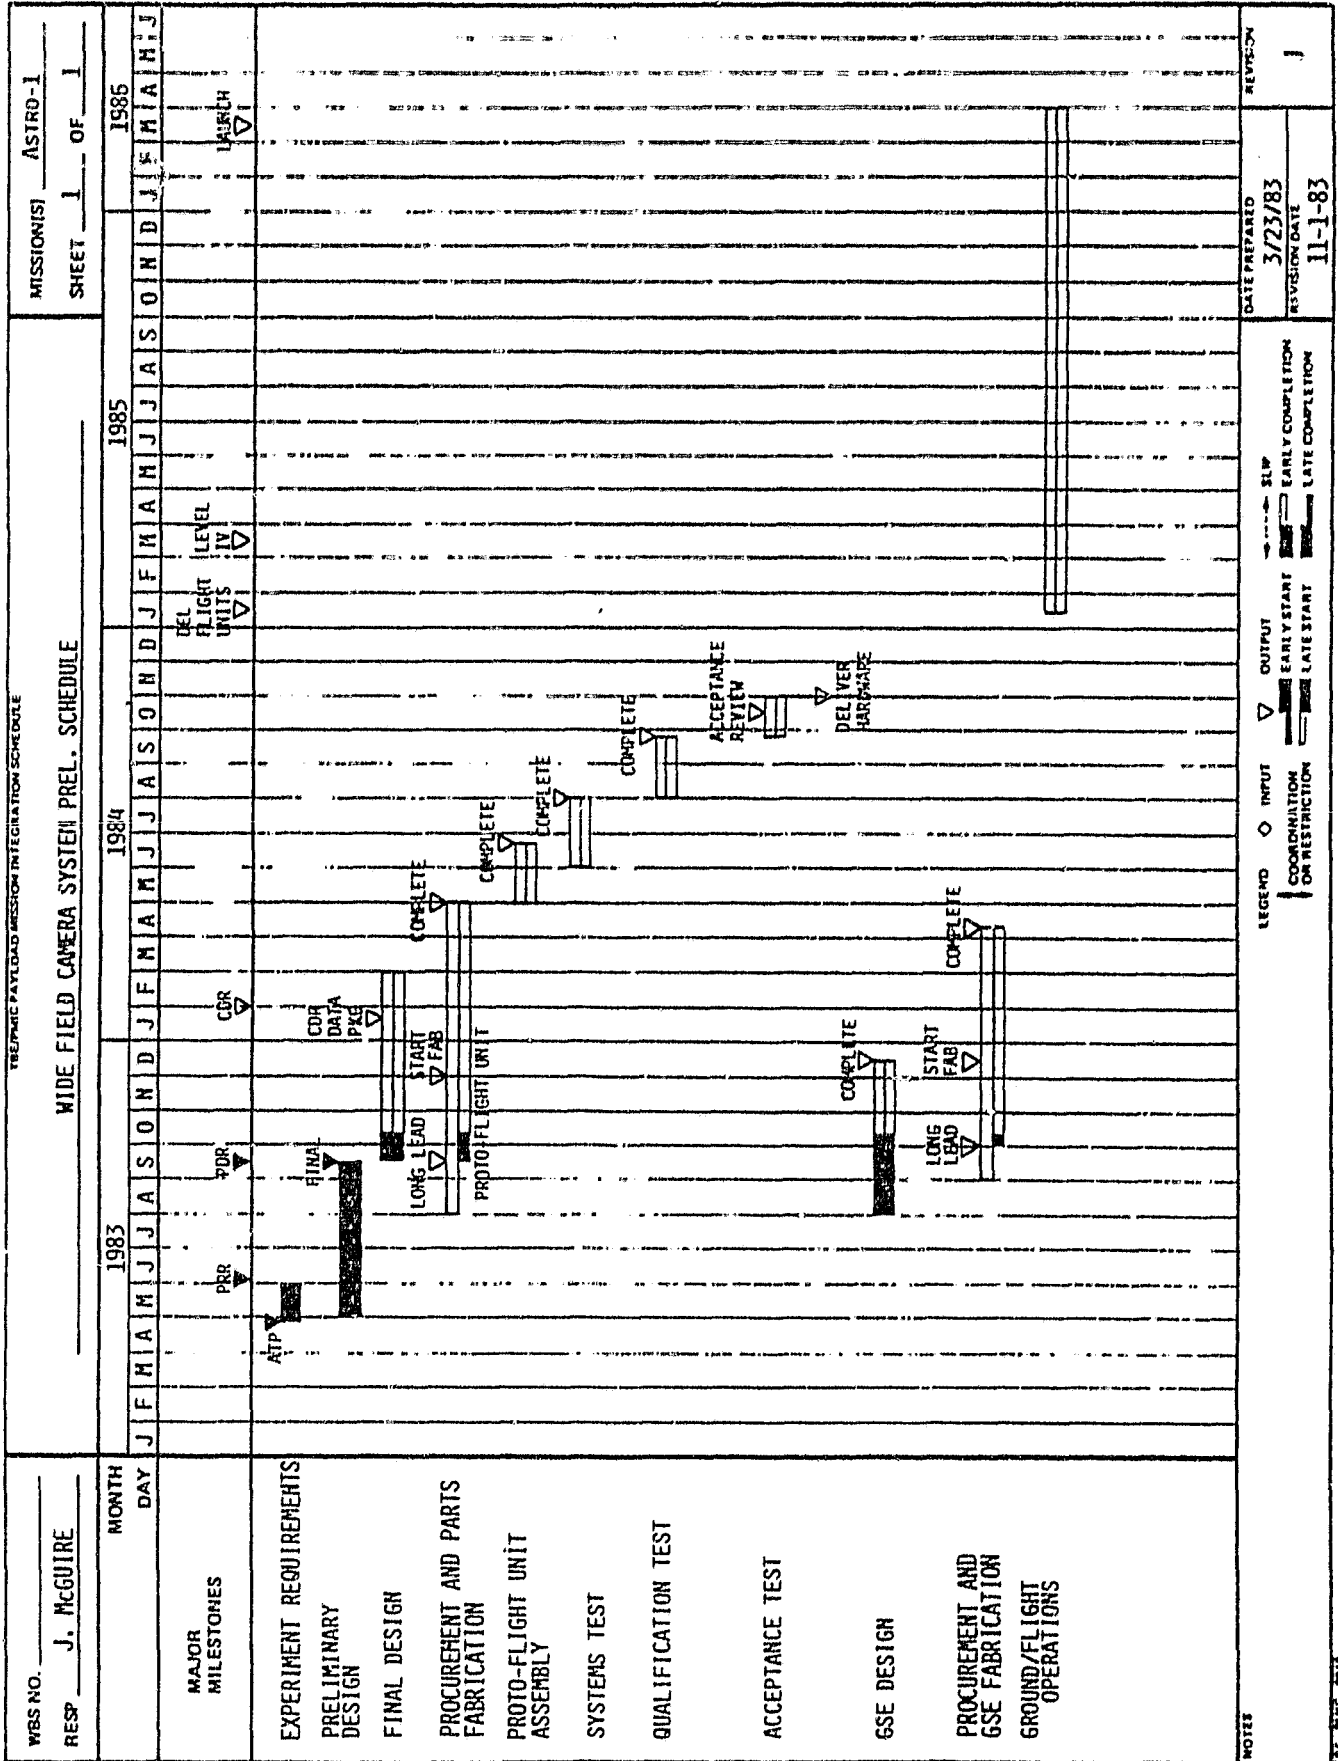 WBS NO.
RESP J. McGUIRE
PAYLOAD MISSION INTEGRATION SCHEDULE
WIDE FIELD CAMERA SYSTEM PREL. SCHEDULE
MISSION(S) ASTRO-1
SHEET 1 OF 1
MONTH 1983 1984 1985 1986
DAY J F M A M J J A S O N D J F M A M J J A S O N D J F M A M J J A S O N D J F M A M J
MAJOR
MILESTONES
PRR
PDR
CDR
DEL
FLIGHT
UNITS
LEVEL
IV
LAUNCH
ATP
EXPERIMENT REQUIREMENTS
PRELIMINARY
DESIGN
FINAL
FINAL DESIGN
CDR
DATA
PKG
PROCUREMENT AND PARTS
FABRICATION
LONG LEAD
START
FAB
COMPLETE
PROTO-FLIGHT UNIT
PROTO-FLIGHT UNIT
ASSEMBLY
COMPLETE
SYSTEMS TEST
COMPLETE
QUALIFICATION TEST
COMPLETE
ACCEPTANCE TEST
ACCEPTANCE
REVIEW
DELIVER
HARDWARE
GSE DESIGN
COMPLETE
PROCUREMENT AND
GSE FABRICATION
LONG
LEAD
START
FAB
COMPLETE
GROUND/FLIGHT
OPERATIONS
NOTES
LEGEND INPUT OUTPUT SLIP
COORDINATION
OR RESTRICTION
EARLY START EARLY COMPLETION
LATE START LATE COMPLETION
DATE PREPARED
3/23/83
REVISION DATE
11-1-83
REVISION